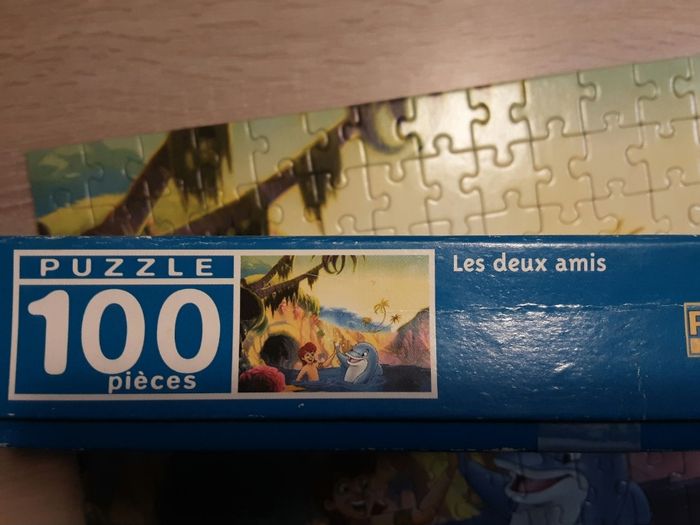 PUZZLE
100
pièces
Les deux amis